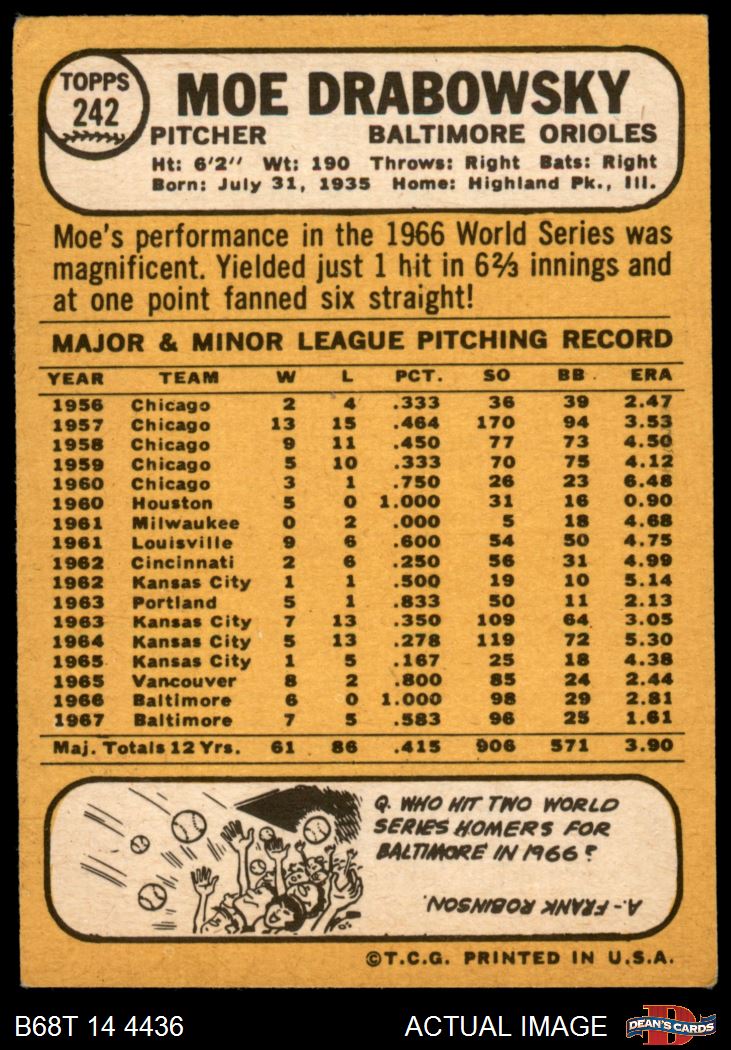 TOPPS
242
MOE DRABOWSKY
PITCHER BALTIMORE ORIOLES
Ht: 6'2" Wt: 190 Throws: Right Bats: Right
Born: July 31, 1935 Home: Highland Pk., Ill.
Moe's performance in the 1966 World Series was
magnificent. Yielded just 1 hit in 6⅔ innings and
at one point fanned six straight!
MAJOR & MINOR LEAGUE PITCHING RECORD
YEAR TEAM W L PCT. SO BB ERA
1956 Chicago 2 4 .333 36 39 2.47
1957 Chicago 13 15 .464 170 94 3.53
1958 Chicago 9 11 .450 77 73 4.50
1959 Chicago 5 10 .333 70 75 4.12
1960 Chicago 3 1 .750 26 23 6.48
1960 Houston 5 0 1.000 31 16 0.90
1961 Milwaukee 0 2 .000 5 18 4.68
1961 Louisville 9 6 .600 54 50 4.75
1962 Cincinnati 2 6 .250 56 31 4.99
1962 Kansas City 1 1 .500 19 10 5.14
1963 Portland 5 1 .833 50 11 2.13
1963 Kansas City 7 13 .350 109 64 3.05
1964 Kansas City 5 13 .278 119 72 5.30
1965 Kansas City 1 5 .167 25 18 4.38
1965 Vancouver 8 2 .800 85 24 2.44
1966 Baltimore 6 0 1.000 98 29 2.81
1967 Baltimore 7 5 .583 96 25 1.61
Maj. Totals 12 Yrs. 61 86 .415 906 571 3.90
Q. WHO HIT TWO WORLD
SERIES HOMERS FOR
BALTIMORE IN 1966?
A.-FRANK ROBINSON.
©T.C.G. PRINTED IN U.S.A.
B68T 14 4436 ACTUAL IMAGE
D
DEAN'S CARDS